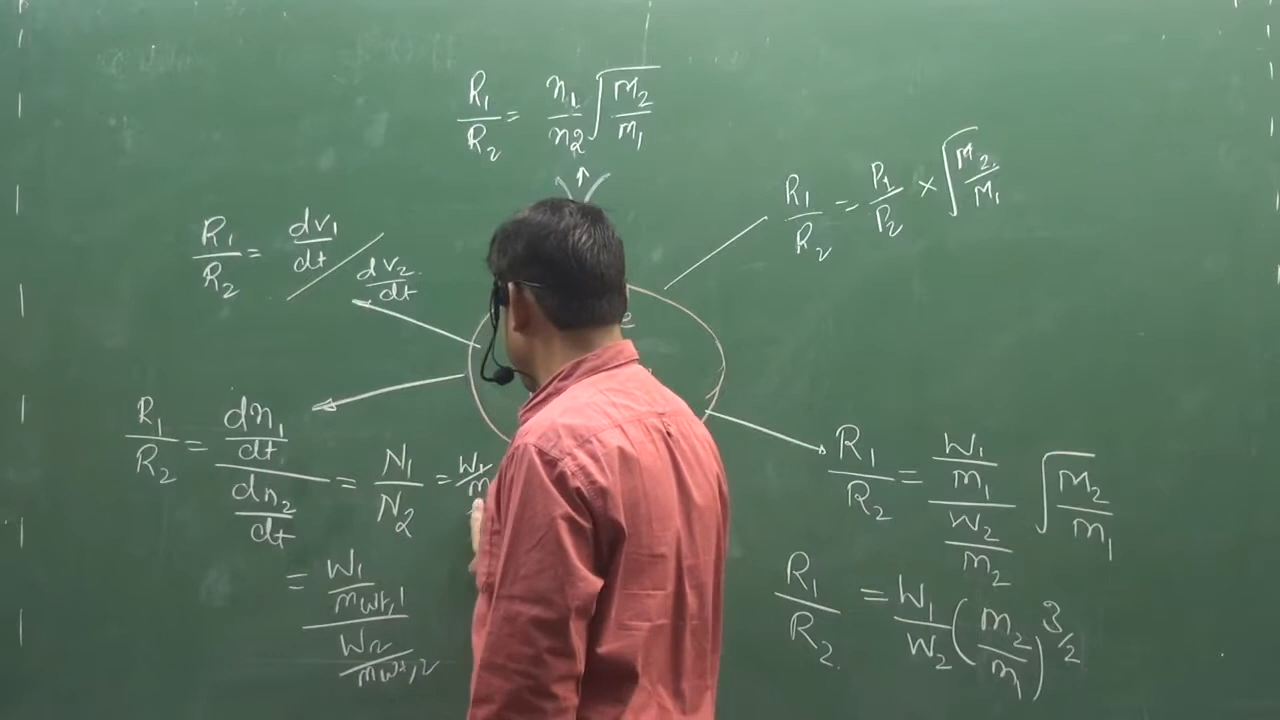 R₁/R₂ = n₁/n₂ √(M₂/M₁)
R₁/R₂ = P₁/P₂ × √(M₂/M₁)
R₁/R₂ = dv₁/dt / dv₂/dt
R₁/R₂ = (dn₁/dt)/(dn₂/dt) = N₁/N₂ = W₁/m
= (W₁/mwt,1)/(W₂/mwt,2)
R₁/R₂ = (W₁/m₁)/(W₂/m₂) √(M₂/m₁)
R₁/R₂ = W₁/W₂ (m₂/m₁)^3/2